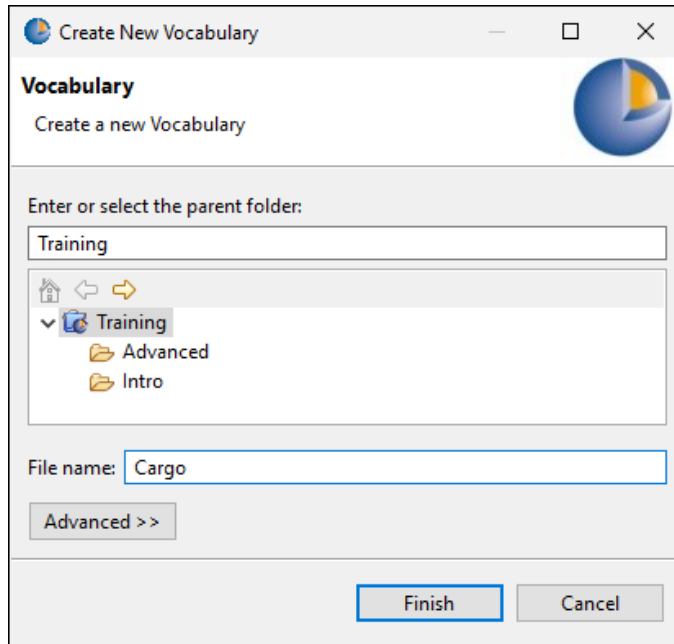 Create New Vocabulary
Vocabulary
Create a new Vocabulary
Enter or select the parent folder:
Training
Training
Advanced
Intro
File name: Cargo
Advanced >>
Finish Cancel